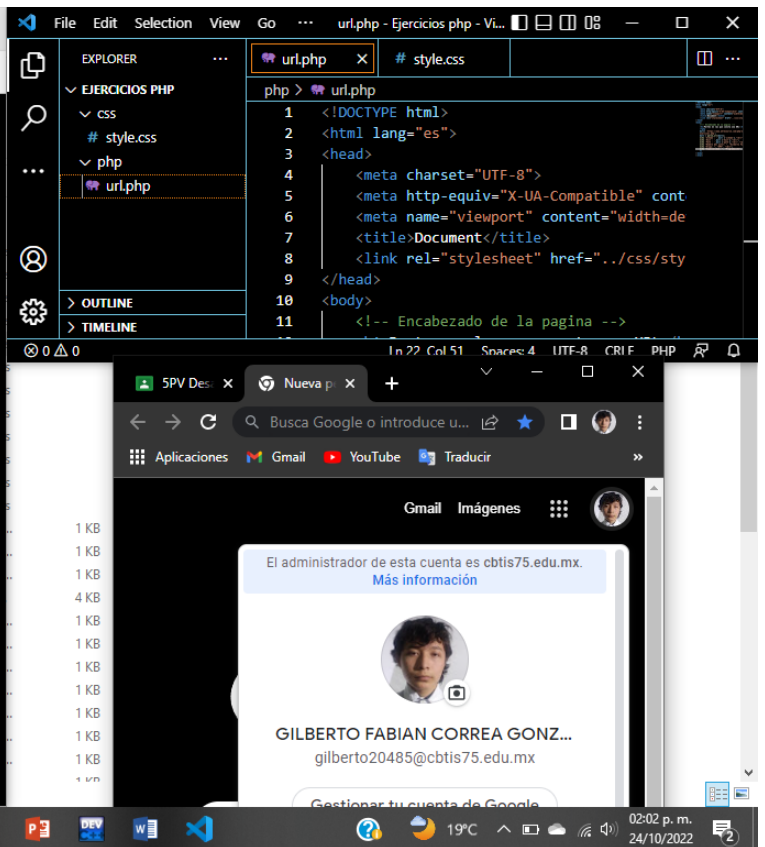 File Edit Selection View Go ··· url.php - Ejercicios php - Vi...
EXPLORER ···
EJERCICIOS PHP
css
# style.css
php
url.php
OUTLINE
TIMELINE
url.php # style.css ···
php > url.php
1 <!DOCTYPE html>
2 <html lang="es">
3 <head>
4 <meta charset="UTF-8">
5 <meta http-equiv="X-UA-Compatible" cont
6 <meta name="viewport" content="width=de
7 <title>Document</title>
8 <link rel="stylesheet" href="../css/sty
9 </head>
10 <body>
11 <!-- Encabezado de la pagina -->
0 0 Ln 22, Col 51 Spaces: 4 UTF-8 CRLF PHP
5PV Des Nueva p
Busca Google o introduce u...
Aplicaciones Gmail YouTube Traducir »
Gmail Imágenes
El administrador de esta cuenta es cbtis75.edu.mx.
Más información
GILBERTO FABIAN CORREA GONZ...
gilberto20485@cbtis75.edu.mx
Gestionar tu cuenta de Google
1 KB
1 KB
1 KB
4 KB
1 KB
1 KB
1 KB
1 KB
1 KB
1 KB
1 KB
1 KB
DEV
19°C
02:02 p. m.
24/10/2022
2